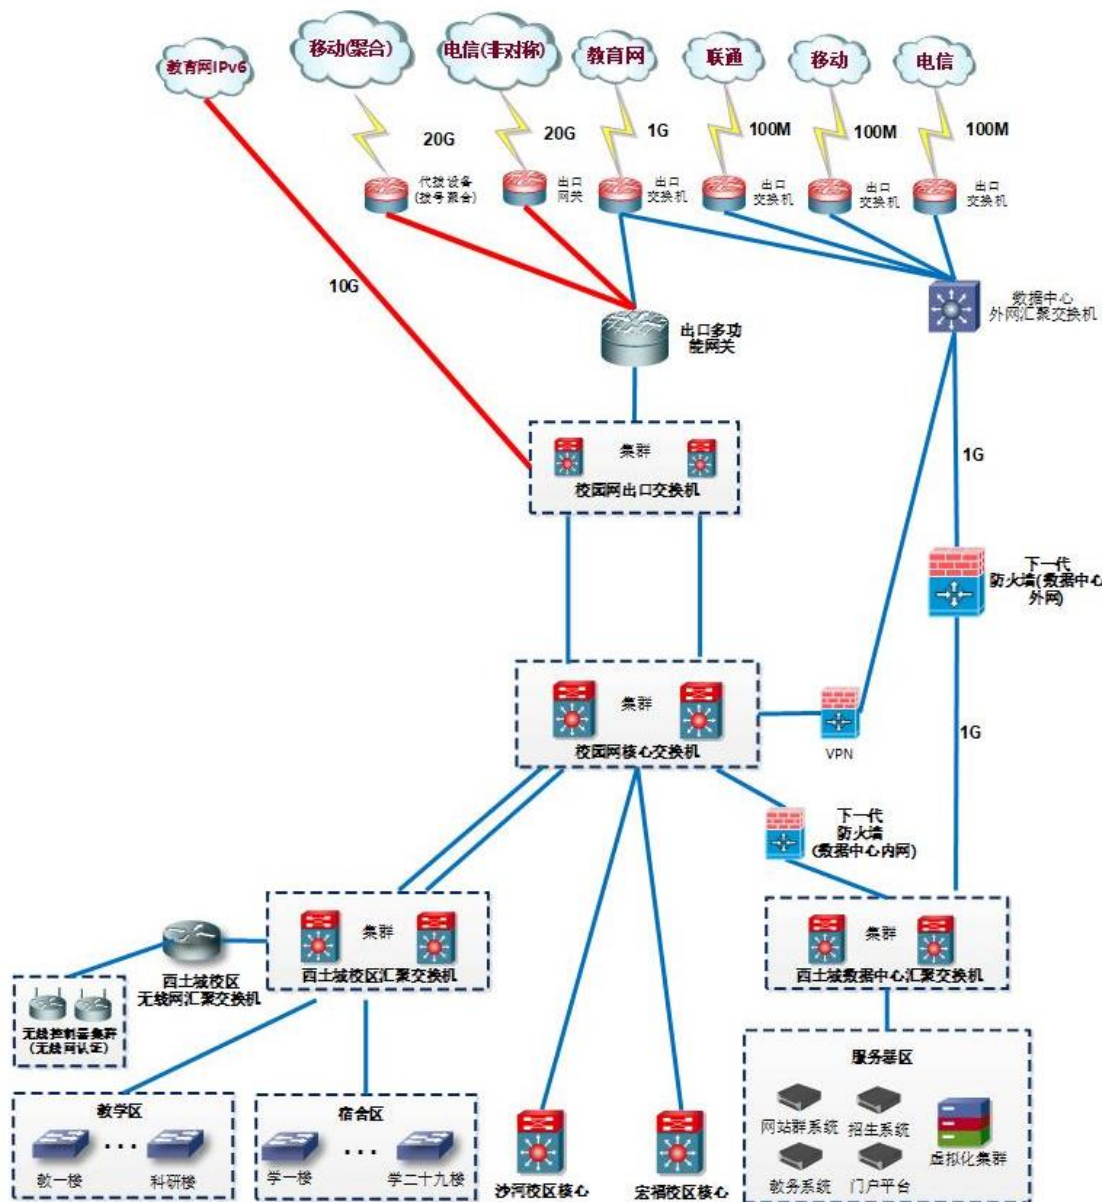 教育网IPv6
移动(聚合)
电信(非对称)
教育网
联通
移动
电信
20G
20G
1G
100M
100M
100M
代拨设备
(拨号聚合)
出口
网关
出口
交换机
出口
交换机
出口
交换机
出口
交换机
10G
出口多功
能网关
数据中心
外网汇聚交换机
集群
校园网出口交换机
1G
下一代
防火墙(数据中心
外网)
集群
校园网核心交换机
VPN
1G
下一代
防火墙
(数据中心内网)
集群
西土城校区汇聚交换机
西土城校区
无线网汇聚交换机
集群
西土城数据中心汇聚交换机
无线控制器集群
(无线网认证)
教学区
教一楼
科研楼
宿舍区
学一楼
学二十九楼
沙河校区核心
宏福校区核心
服务器区
网站群系统
招生系统
教务系统
门户平台
虚拟化集群